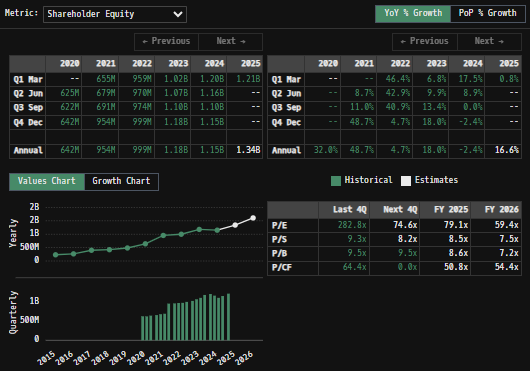 Metric: Shareholder Equity YoY % Growth PoP % Growth
← Previous Next → ← Previous Next →
2020 2021 2022 2023 2024 2025 2020 2021 2022 2023 2024 2025
Q1 Mar -- 655M 959M 1.02B 1.20B 1.21B Q1 Mar -- -- 46.4% 6.8% 17.5% 0.8%
Q2 Jun 625M 679M 970M 1.07B 1.16B -- Q2 Jun -- 8.7% 42.9% 9.9% 8.9% --
Q3 Sep 622M 691M 974M 1.10B 1.10B -- Q3 Sep -- 11.0% 40.9% 13.4% 0.0% --
Q4 Dec 642M 954M 999M 1.18B 1.15B -- Q4 Dec -- 48.7% 4.7% 18.0% -2.4% --
Annual 642M 954M 999M 1.18B 1.15B 1.34B Annual 32.0% 48.7% 4.7% 18.0% -2.4% 16.6%
Values Chart Growth Chart Historical Estimates
Yearly
2B
2B
1B
500M
0
Quarterly
1B
500M
0
2015 2016 2017 2018 2019 2020 2021 2022 2023 2024 2025 2026
Last 4Q Next 4Q FY 2025 FY 2026
P/E 282.8x 74.6x 79.1x 59.4x
P/S 9.3x 8.2x 8.5x 7.5x
P/B 9.5x 9.5x 8.6x 7.2x
P/CF 64.4x 0.0x 50.8x 54.4x